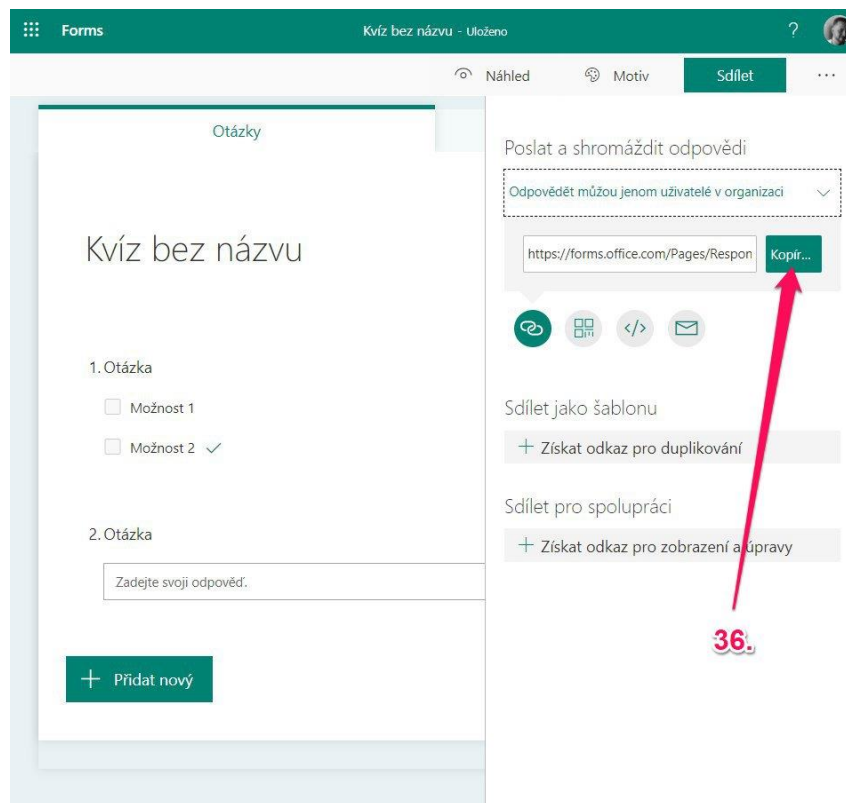 Forms
Kvíz bez názvu - Uloženo
?
Náhled
Motiv
Sdílet
...
Otázky
Kvíz bez názvu
1. Otázka
Možnost 1
Možnost 2
2. Otázka
Zadejte svoji odpověď.
+ Přidat nový
Poslat a shromáždit odpovědi
Odpovědět můžou jenom uživatelé v organizaci
https://forms.office.com/Pages/Respon
Kopír...
</>
Sdílet jako šablonu
+ Získat odkaz pro duplikování
Sdílet pro spolupráci
+ Získat odkaz pro zobrazení a úpravy
36.